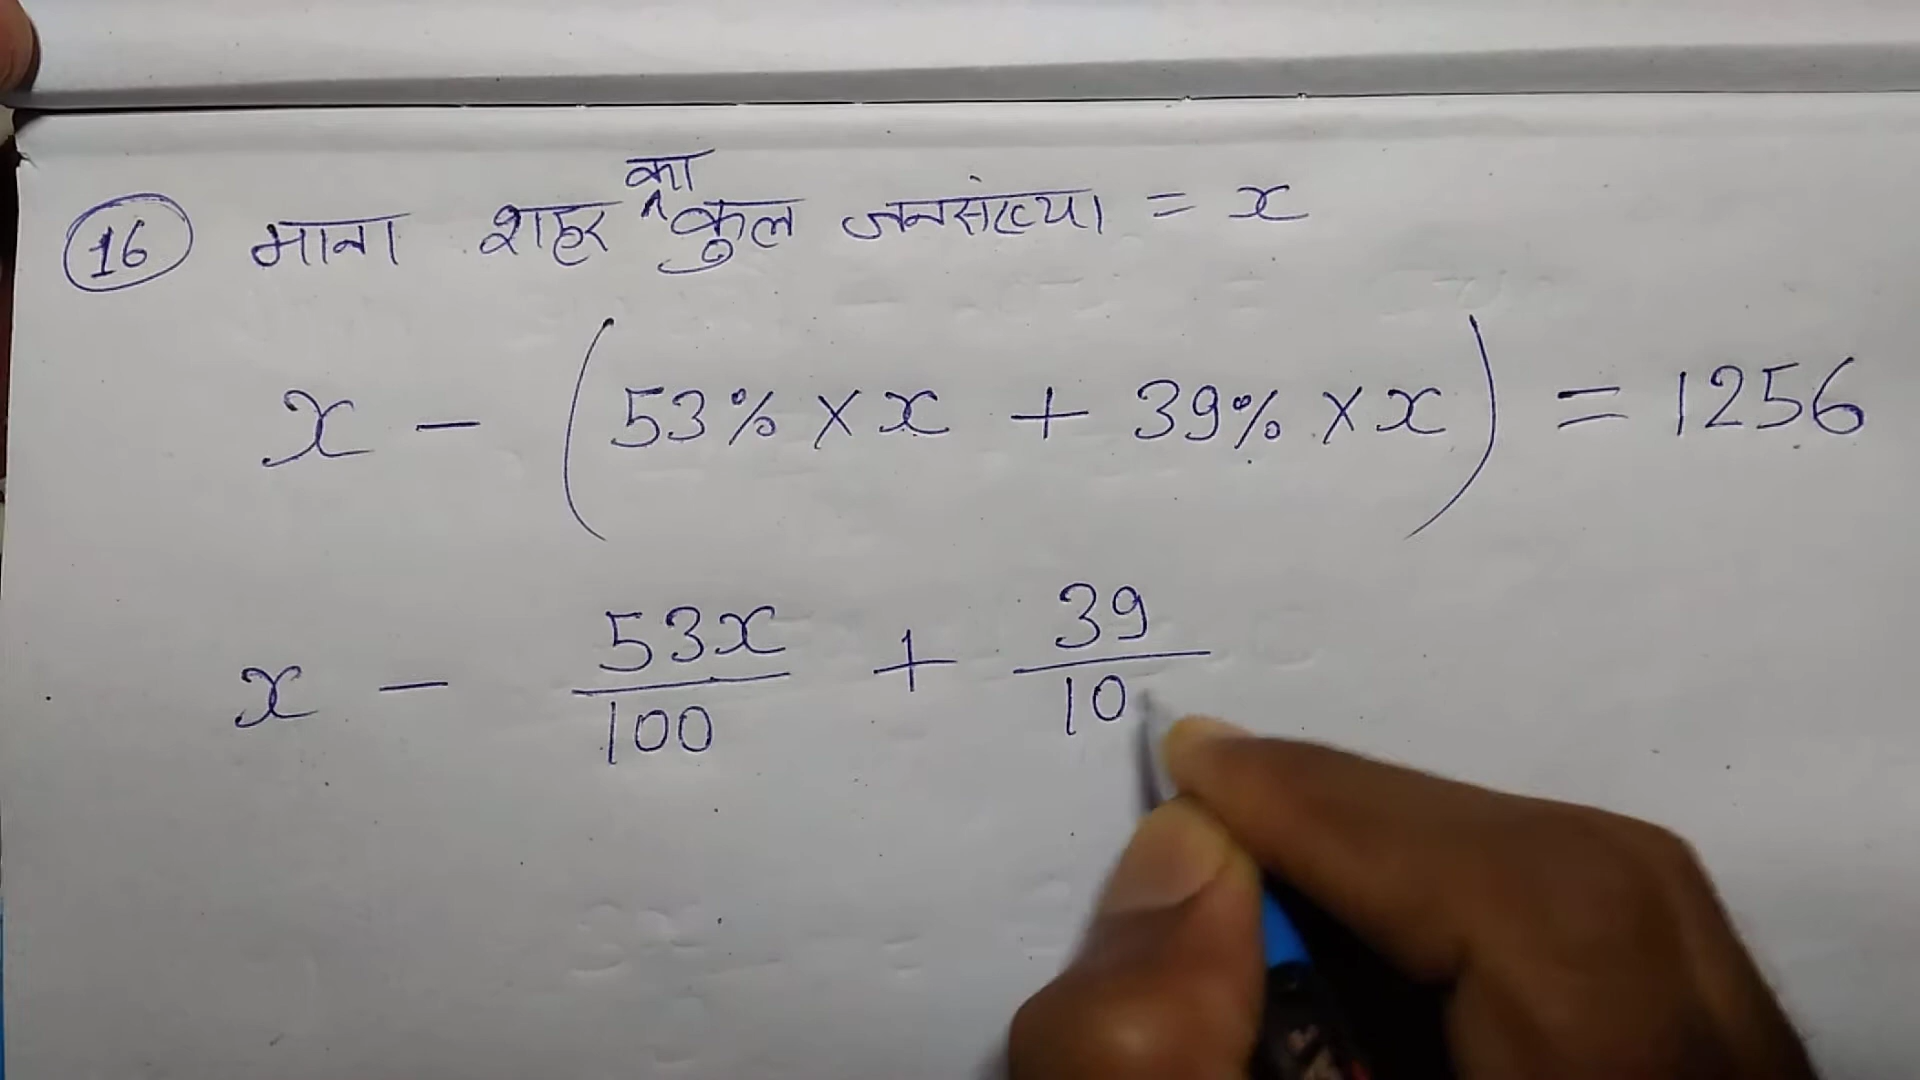 16 माना शहर का कुल जनसंख्या = x
x - (53% × x + 39% × x) = 1256
x - 53x/100 + 39/10